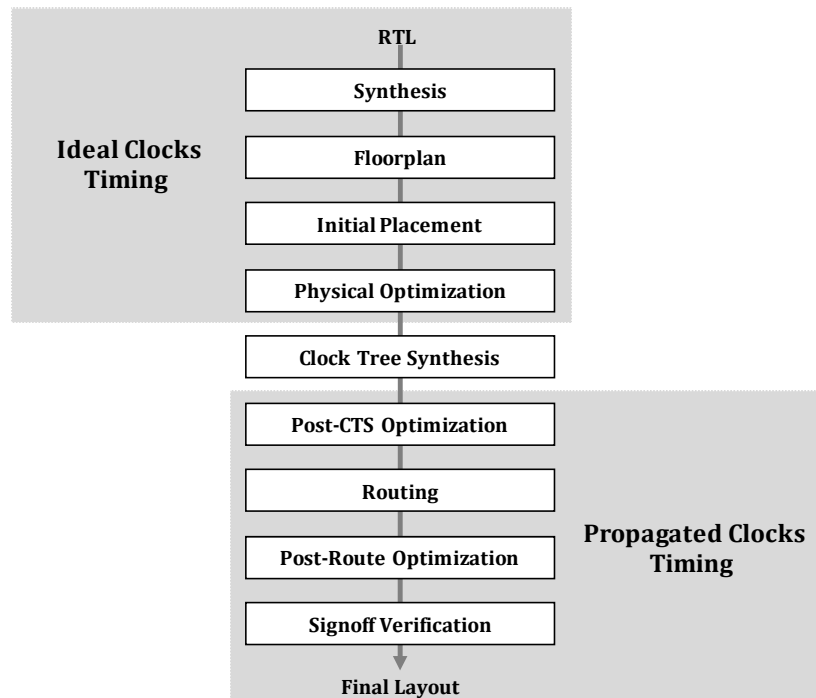 RTL
Synthesis
Ideal Clocks
Timing
Floorplan
Initial Placement
Physical Optimization
Clock Tree Synthesis
Post-CTS Optimization
Routing
Propagated Clocks
Timing
Post-Route Optimization
Signoff Verification
Final Layout